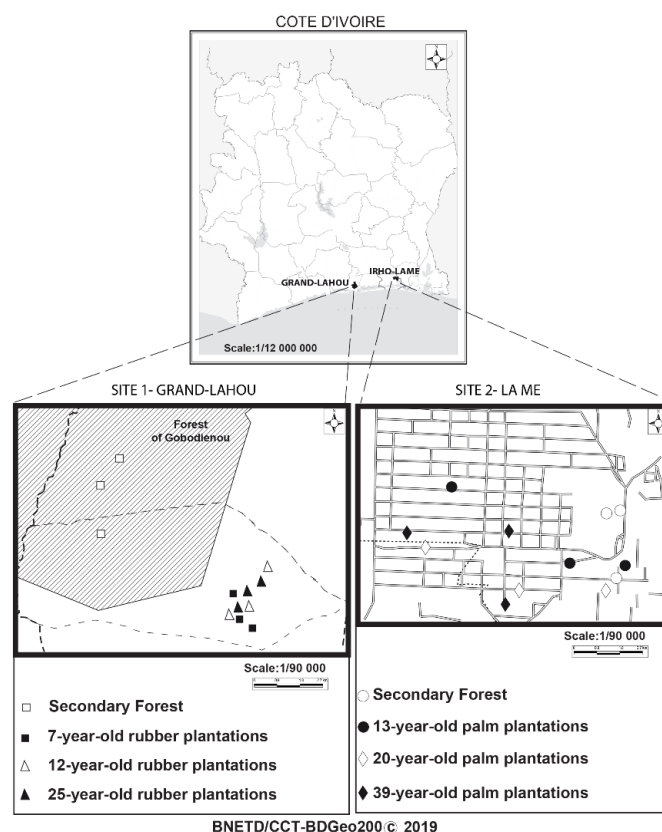 COTE D'IVOIRE
GRAND-LAHOU
IRHO-LAME
Scale:1/12 000 000
SITE 1- GRAND-LAHOU
SITE 2- LA ME
Forest
of Gobodienou
Scale:1/90 000
Scale:1/90 000
Secondary Forest
7-year-old rubber plantations
12-year-old rubber plantations
25-year-old rubber plantations
Secondary Forest
13-year-old palm plantations
20-year-old palm plantations
39-year-old palm plantations
BNETD/CCT-BDGeo200© 2019